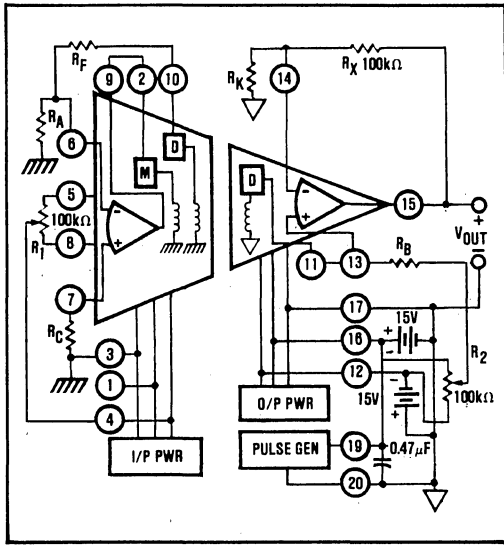 R_F
R_X 100kΩ
9
2
10
R_K
14
R_A
6
D
M
5
-
D
-
15
+
100kΩ
R_1
8
+
+
V_OUT
-
11
13
R_B
7
17
R_C
15V
+
-
16
R_2
3
12
-
100kΩ
1
15V
+
O/P PWR
4
I/P PWR
PULSE GEN
19
0.47μF
20